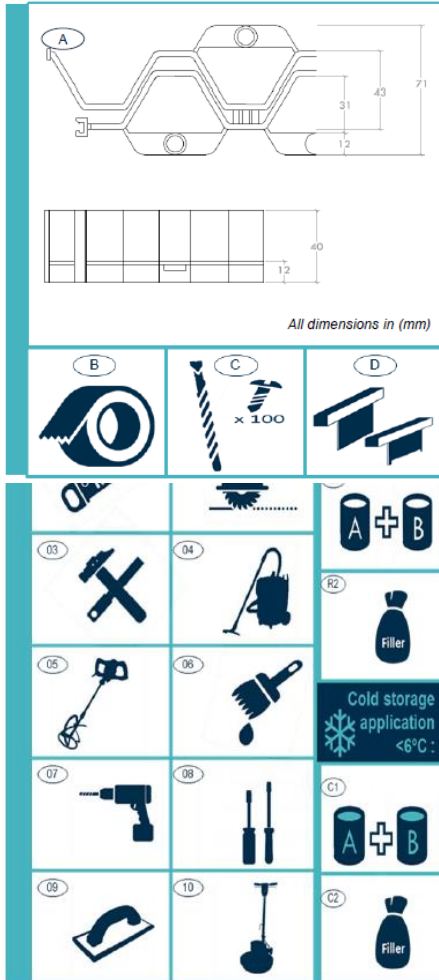 A
31
43
71
12
12
40
All dimensions in (mm)
B
C
D
x 100
A
B
03
04
R2
Filler
05
06
Cold storage
application
<6°C :
07
08
C1
A
B
09
10
C2
Filler